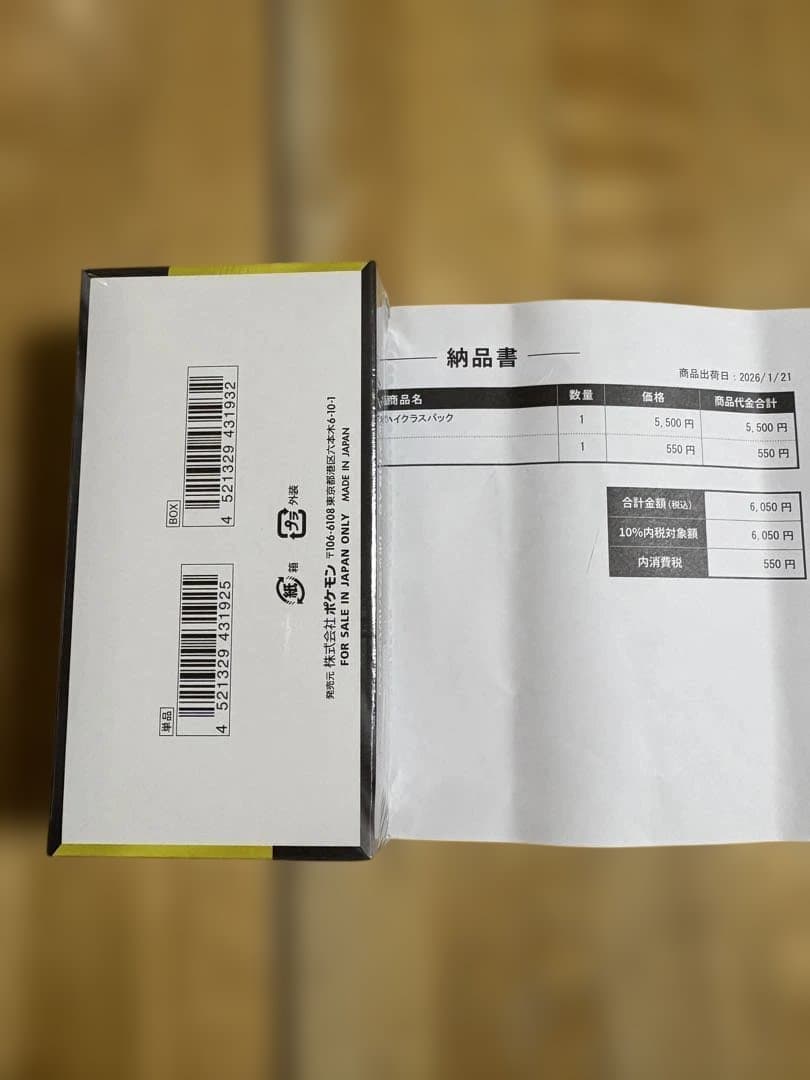 BOX
4 521329 431932
単品
4 521329 431925
プラ 外装
紙 箱
発売元 株式会社 ポケモン 〒106-6108 東京都港区六本木6-10-1
FOR SALE IN JAPAN ONLY MADE IN JAPAN
納品書
商品出荷日:2026/1/21
商品名 数量 価格 商品代金合計
ハイクラスパック 1 5,500 円 5,500 円
1 550 円 550 円
合計金額(税込) 6,050 円
10%内税対象額 6,050 円
内消費税 550 円